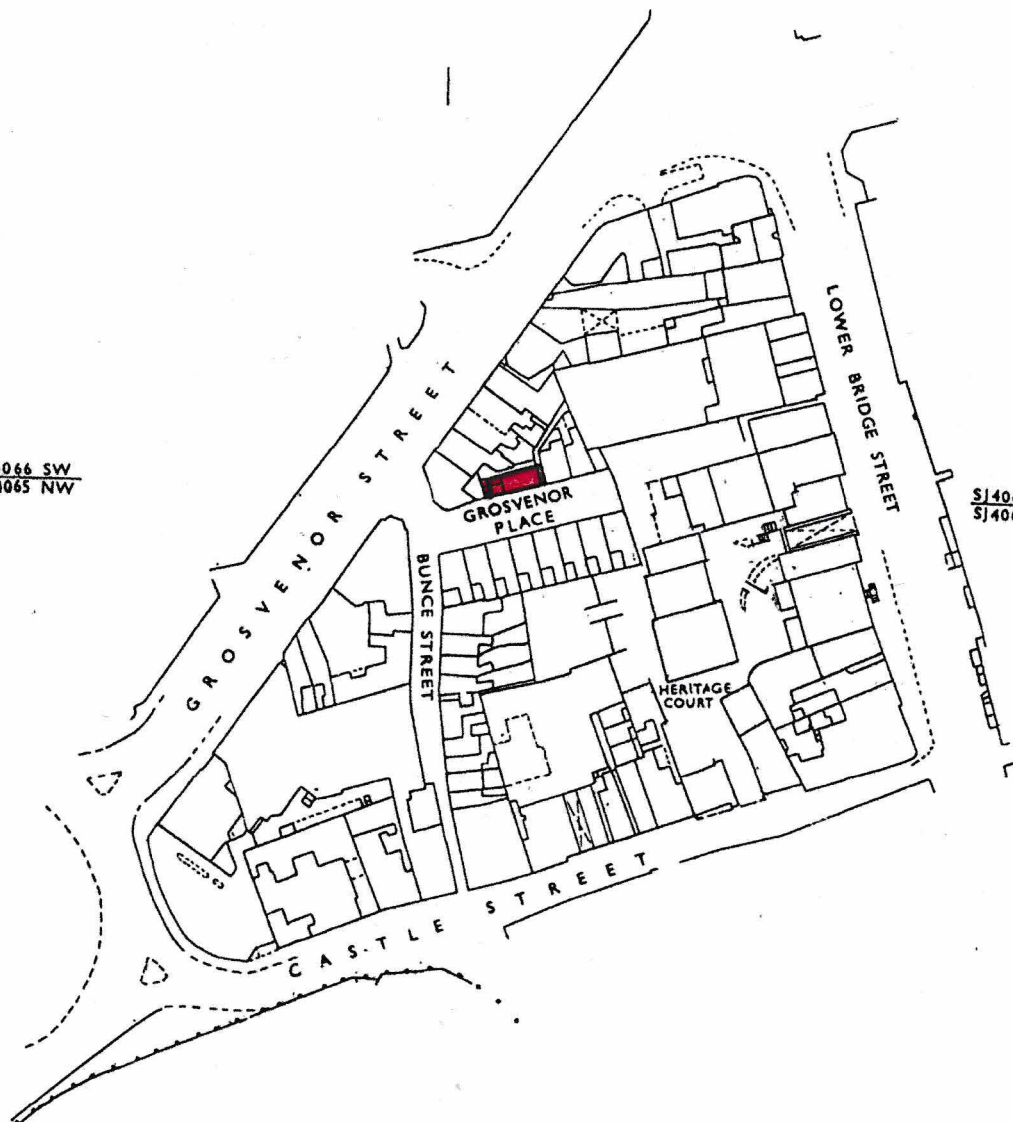 LOWER BRIDGE STREET
GROSVENOR STREET
066 SW
065 NW
GROSVENOR
PLACE
SJ40
SJ40
BUNCE STREET
HERITAGE
COURT
CASTLE STREET